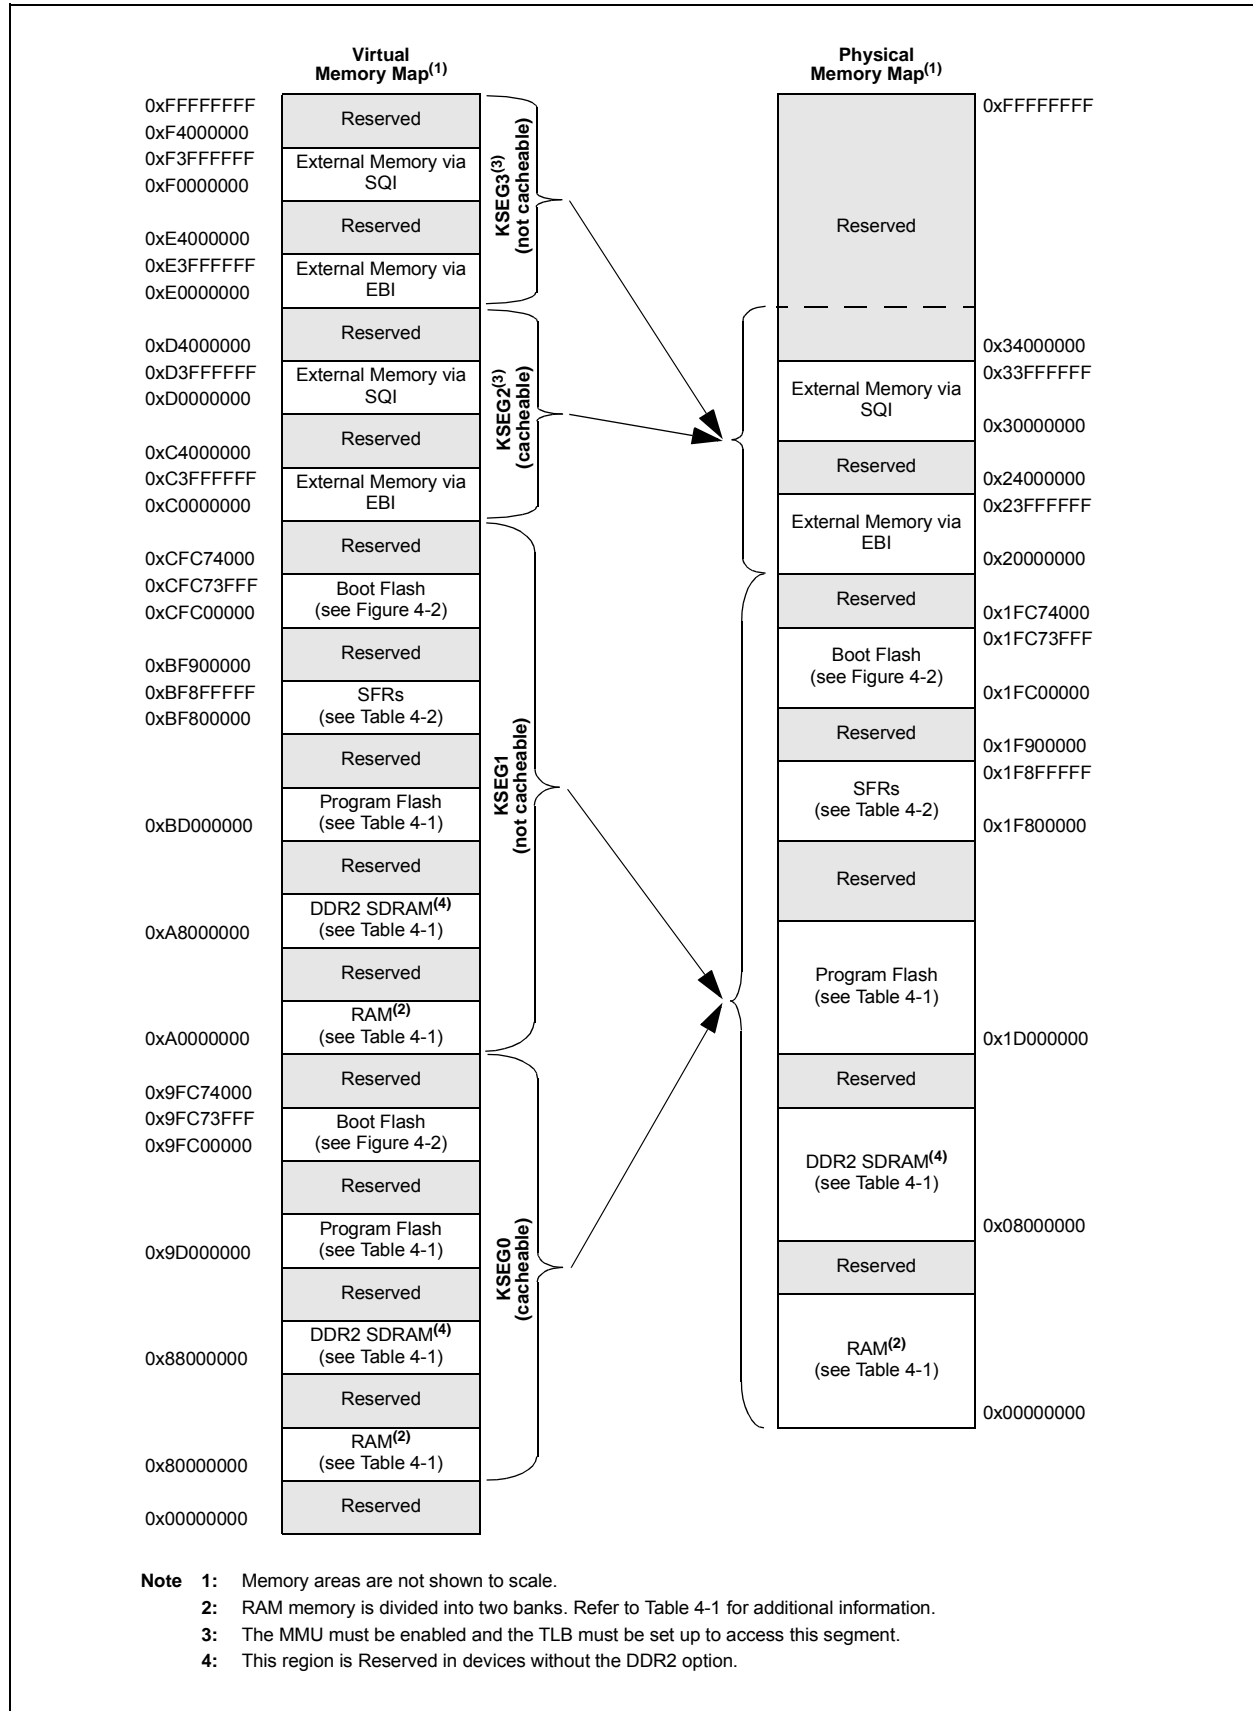 Virtual
Memory Map(1)
0xFFFFFFFF
Reserved
0xF4000000
0xF3FFFFFF
External Memory via
SQI
0xF0000000
Reserved
0xE4000000
0xE3FFFFFF
External Memory via
EBI
0xE0000000
KSEG3(3)
(not cacheable)
Reserved
0xD4000000
0xD3FFFFFF
External Memory via
SQI
0xD0000000
Reserved
0xC4000000
0xC3FFFFFF
External Memory via
EBI
0xC0000000
KSEG2(3)
(cacheable)
Reserved
0xCFC74000
0xCFC73FFF
Boot Flash
(see Figure 4-2)
0xCFC00000
Reserved
0xBF900000
0xBF8FFFFF
SFRs
(see Table 4-2)
0xBF800000
Reserved
Program Flash
(see Table 4-1)
0xBD000000
Reserved
DDR2 SDRAM(4)
(see Table 4-1)
0xA8000000
Reserved
RAM(2)
(see Table 4-1)
0xA0000000
KSEG1
(not cacheable)
Reserved
0x9FC74000
0x9FC73FFF
Boot Flash
(see Figure 4-2)
0x9FC00000
Reserved
Program Flash
(see Table 4-1)
0x9D000000
Reserved
DDR2 SDRAM(4)
(see Table 4-1)
0x88000000
Reserved
RAM(2)
(see Table 4-1)
0x80000000
KSEG0
(cacheable)
Reserved
0x00000000
Physical
Memory Map(1)
0xFFFFFFFF
Reserved
0x34000000
0x33FFFFFF
External Memory via
SQI
0x30000000
Reserved
0x24000000
0x23FFFFFF
External Memory via
EBI
0x20000000
Reserved
0x1FC74000
0x1FC73FFF
Boot Flash
(see Figure 4-2)
0x1FC00000
Reserved
0x1F900000
0x1F8FFFFF
SFRs
(see Table 4-2)
0x1F800000
Reserved
Program Flash
(see Table 4-1)
0x1D000000
Reserved
DDR2 SDRAM(4)
(see Table 4-1)
0x08000000
Reserved
RAM(2)
(see Table 4-1)
0x00000000
Note 1: Memory areas are not shown to scale.
2: RAM memory is divided into two banks. Refer to Table 4-1 for additional information.
3: The MMU must be enabled and the TLB must be set up to access this segment.
4: This region is Reserved in devices without the DDR2 option.